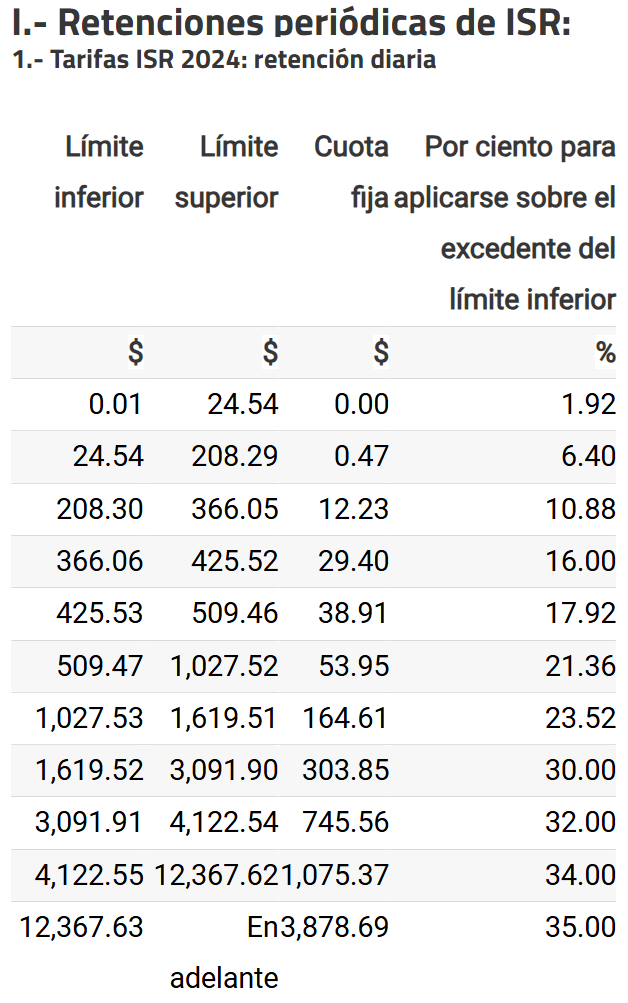 I.- Retenciones periódicas de ISR:
1.- Tarifas ISR 2024: retención diaria
Límite Límite Cuota Por ciento para
inferior superior fija aplicarse sobre el
excedente del
límite inferior
$ $ $ %
0.01 24.54 0.00 1.92
24.54 208.29 0.47 6.40
208.30 366.05 12.23 10.88
366.06 425.52 29.40 16.00
425.53 509.46 38.91 17.92
509.47 1,027.52 53.95 21.36
1,027.53 1,619.51 164.61 23.52
1,619.52 3,091.90 303.85 30.00
3,091.91 4,122.54 745.56 32.00
4,122.55 12,367.62 1,075.37 34.00
12,367.63 En 3,878.69 35.00
adelante